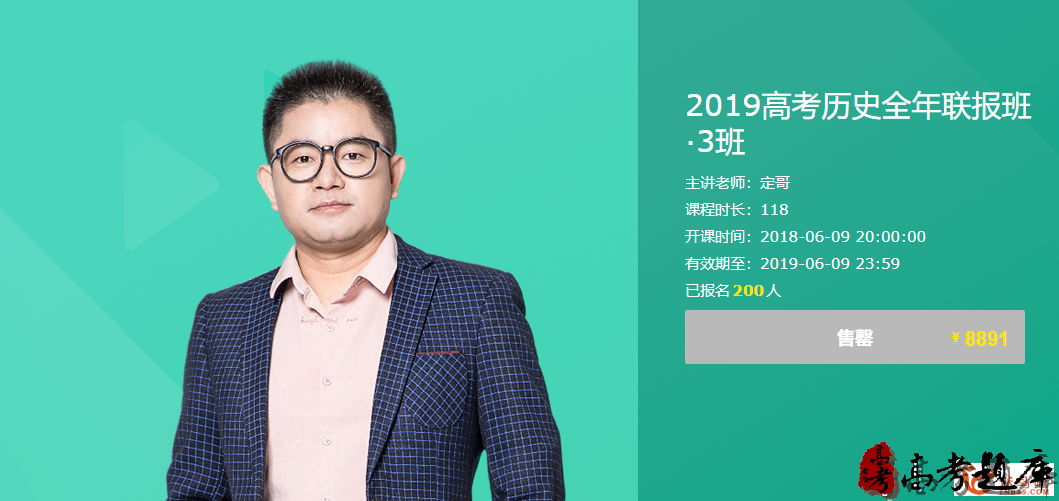 2019高考历史全年联报班
·3班
主讲老师：定哥
课程时长：118
开课时间：2018-06-09 20:00:00
有效期至：2019-06-09 23:59
已报名200人
售罄 ¥ 8891
高考 高考题库